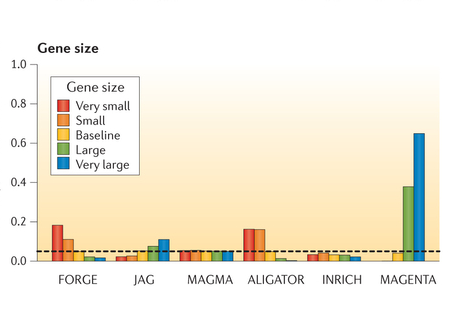 Gene size
1.0
0.8
0.6
0.4
0.2
0.0
Gene size
Very small
Small
Baseline
Large
Very large
FORGE JAG MAGMA ALIGATOR INRICH MAGENTA